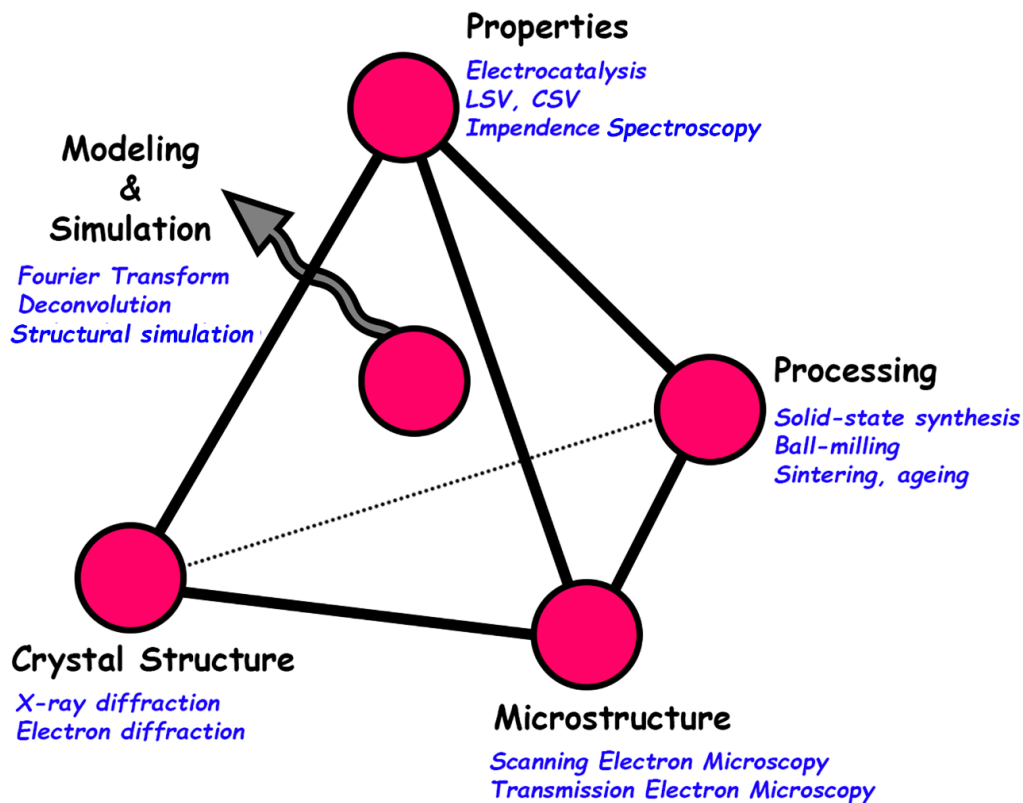 Properties
Electrocatalysis
LSV, CSV
Impendence Spectroscopy
Modeling
&
Simulation
Fourier Transform
Deconvolution
Structural simulation
Processing
Solid-state synthesis
Ball-milling
Sintering, ageing
Crystal Structure
X-ray diffraction
Electron diffraction
Microstructure
Scanning Electron Microscopy
Transmission Electron Microscopy